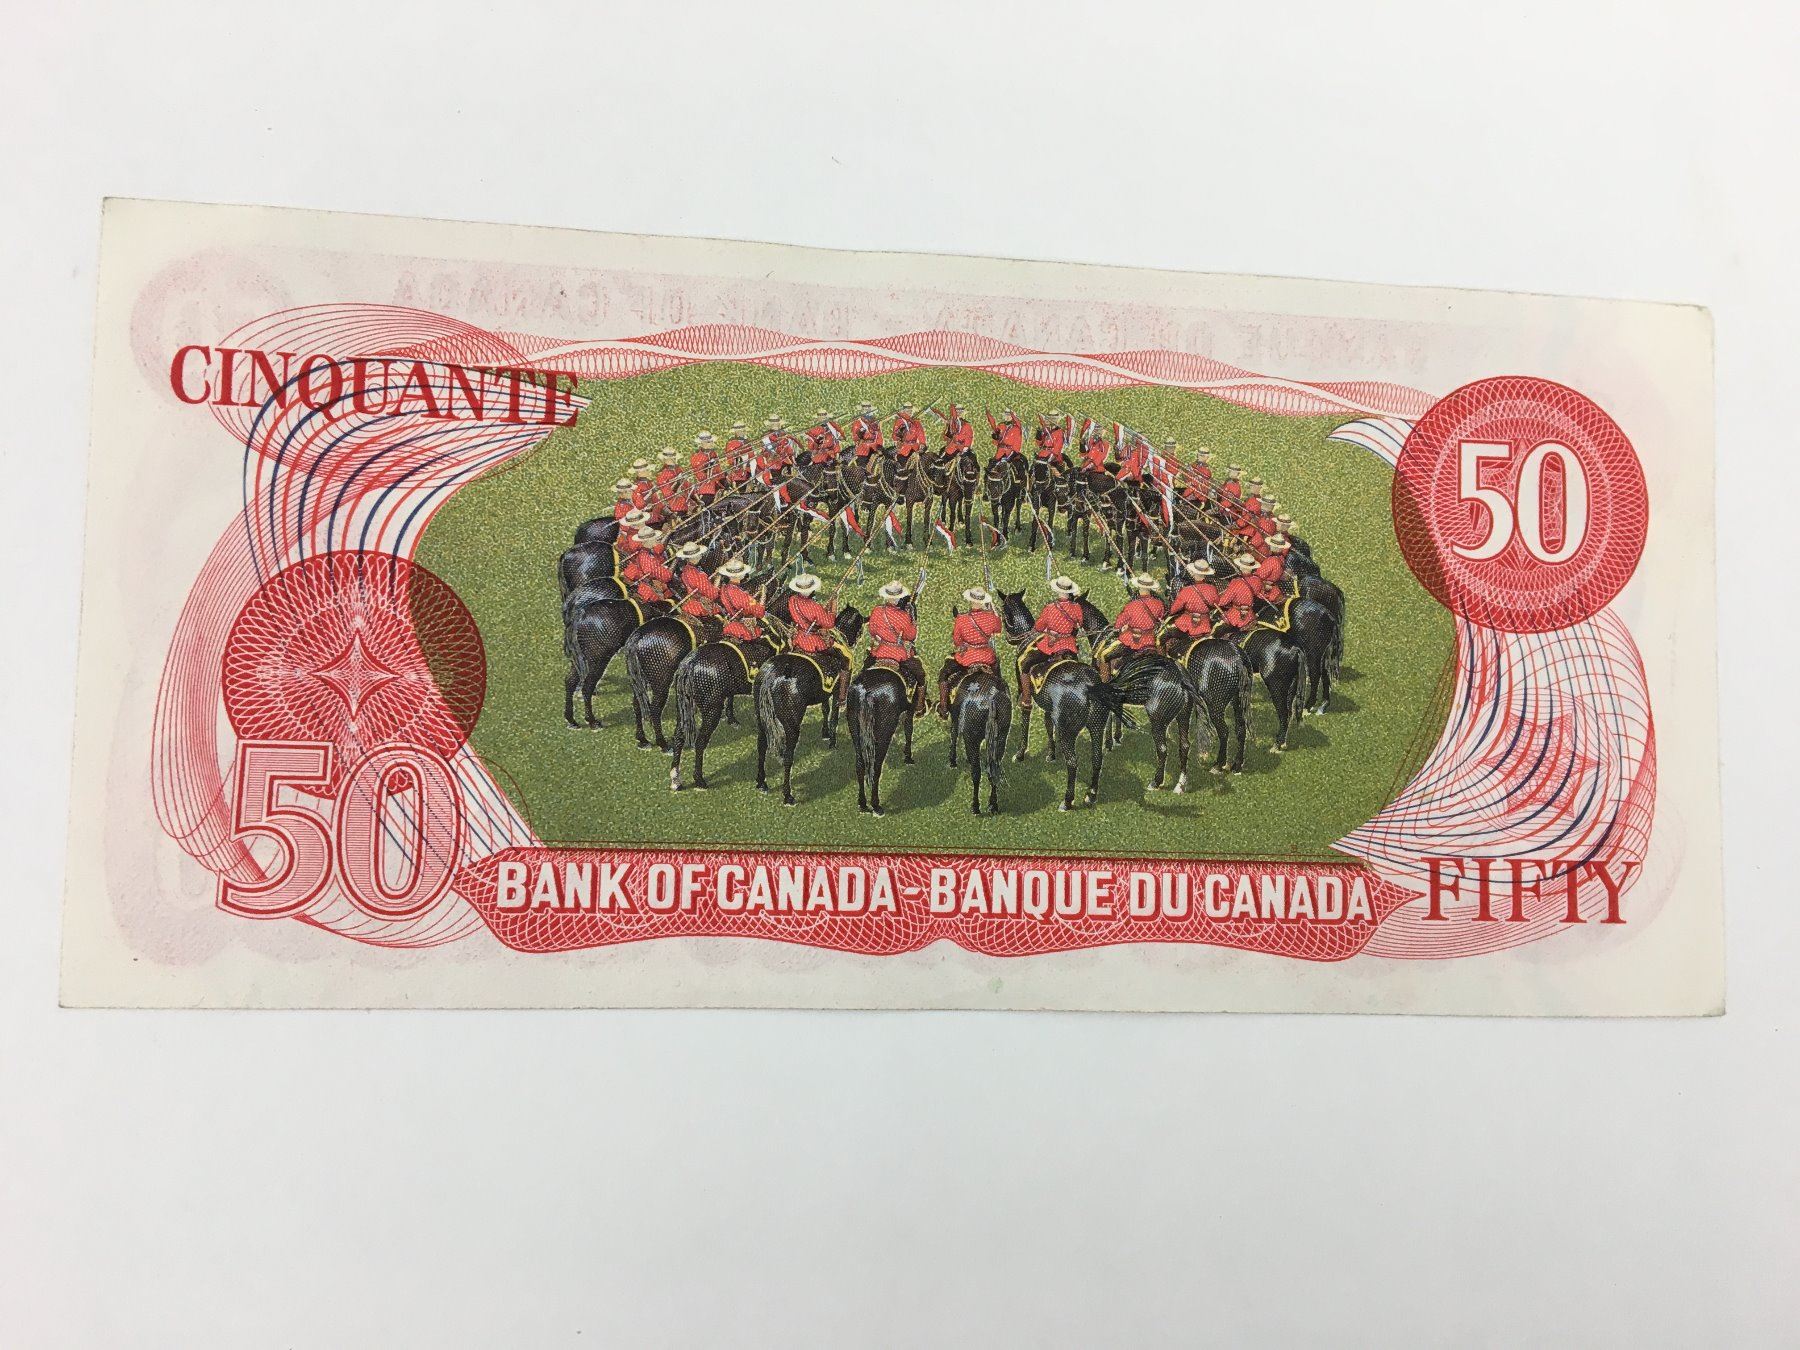 CINQUANTE
50
50
BANK OF CANADA - BANQUE DU CANADA
FIFTY